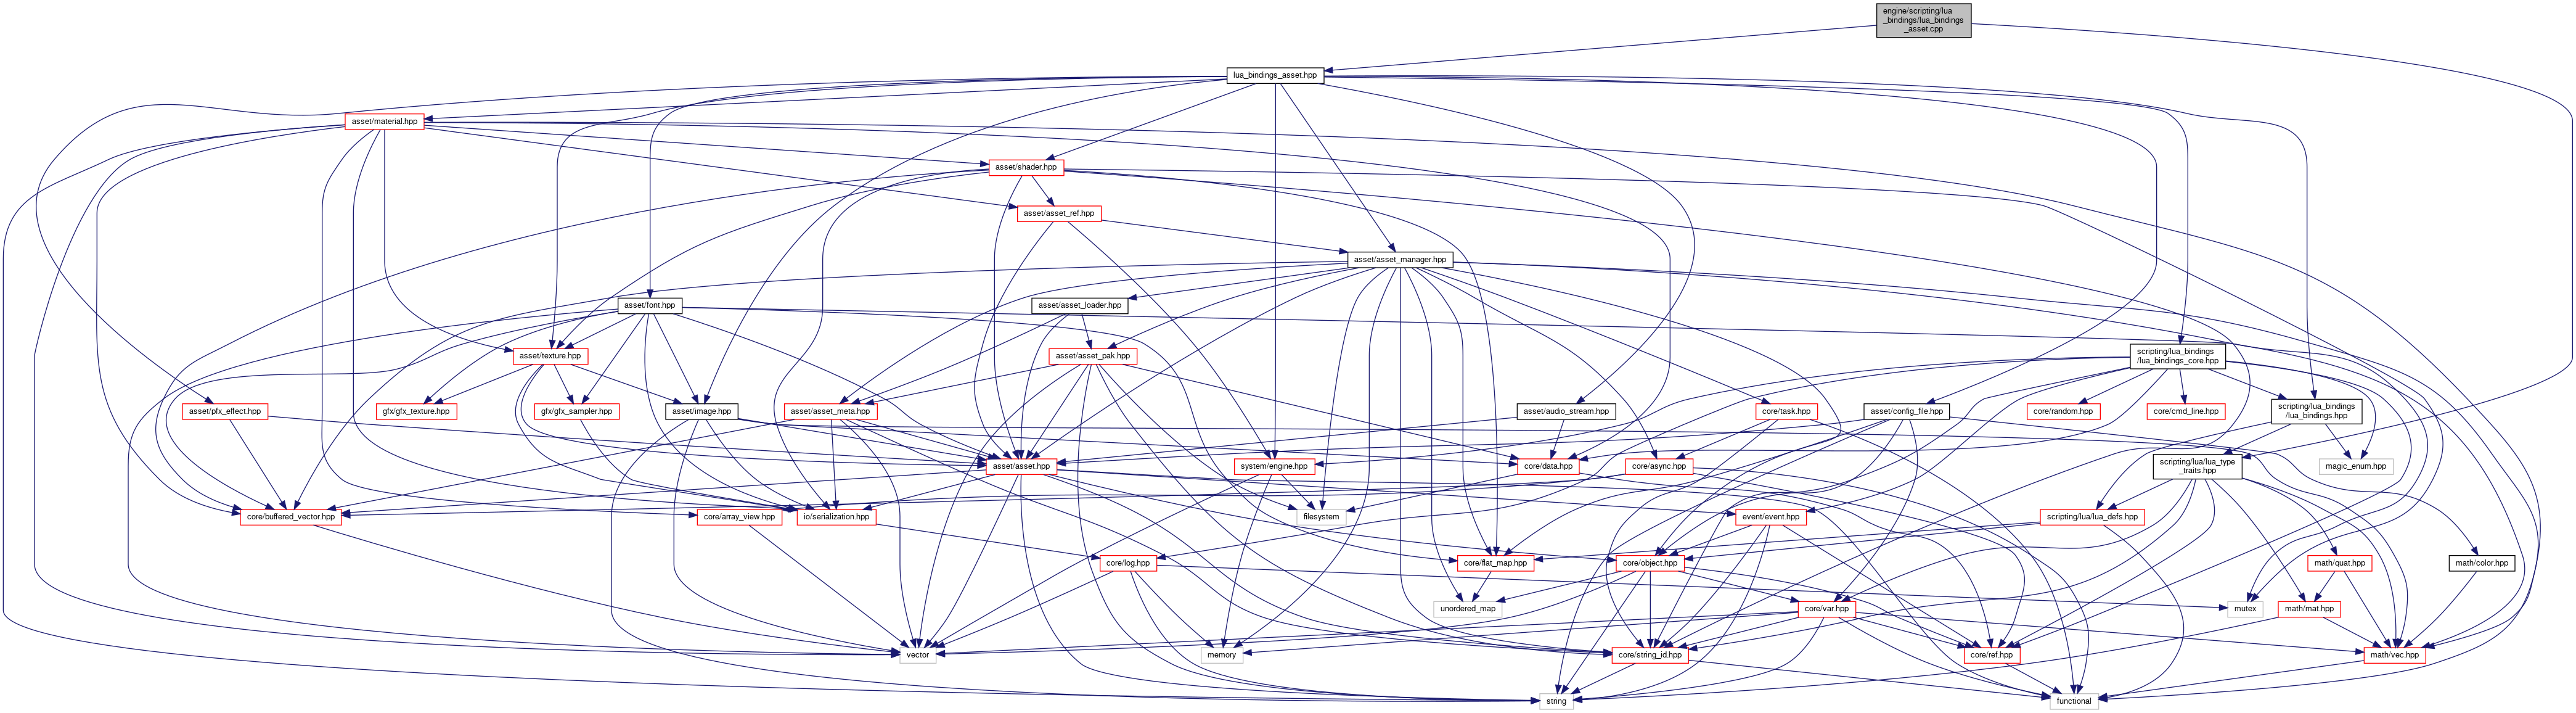 engine/scripting/lua
_bindings/lua_bindings
_asset.cpp
lua_bindings_asset.hpp
asset/material.hpp
asset/shader.hpp
asset/asset_ref.hpp
asset/asset_manager.hpp
asset/font.hpp
asset/asset_loader.hpp
asset/texture.hpp
asset/asset_pak.hpp
scripting/lua_bindings
/lua_bindings_core.hpp
asset/pfx_effect.hpp
gfx/gfx_texture.hpp
gfx/gfx_sampler.hpp
asset/image.hpp
asset/asset_meta.hpp
asset/audio_stream.hpp
core/task.hpp
asset/config_file.hpp
core/random.hpp
core/cmd_line.hpp
scripting/lua_bindings
/lua_bindings.hpp
asset/asset.hpp
system/engine.hpp
core/data.hpp
core/async.hpp
scripting/lua/lua_type
_traits.hpp
magic_enum.hpp
core/buffered_vector.hpp
core/array_view.hpp
io/serialization.hpp
filesystem
event/event.hpp
scripting/lua/lua_defs.hpp
core/log.hpp
core/flat_map.hpp
core/object.hpp
math/quat.hpp
math/color.hpp
unordered_map
core/var.hpp
mutex
math/mat.hpp
vector
memory
core/string_id.hpp
core/ref.hpp
math/vec.hpp
string
functional